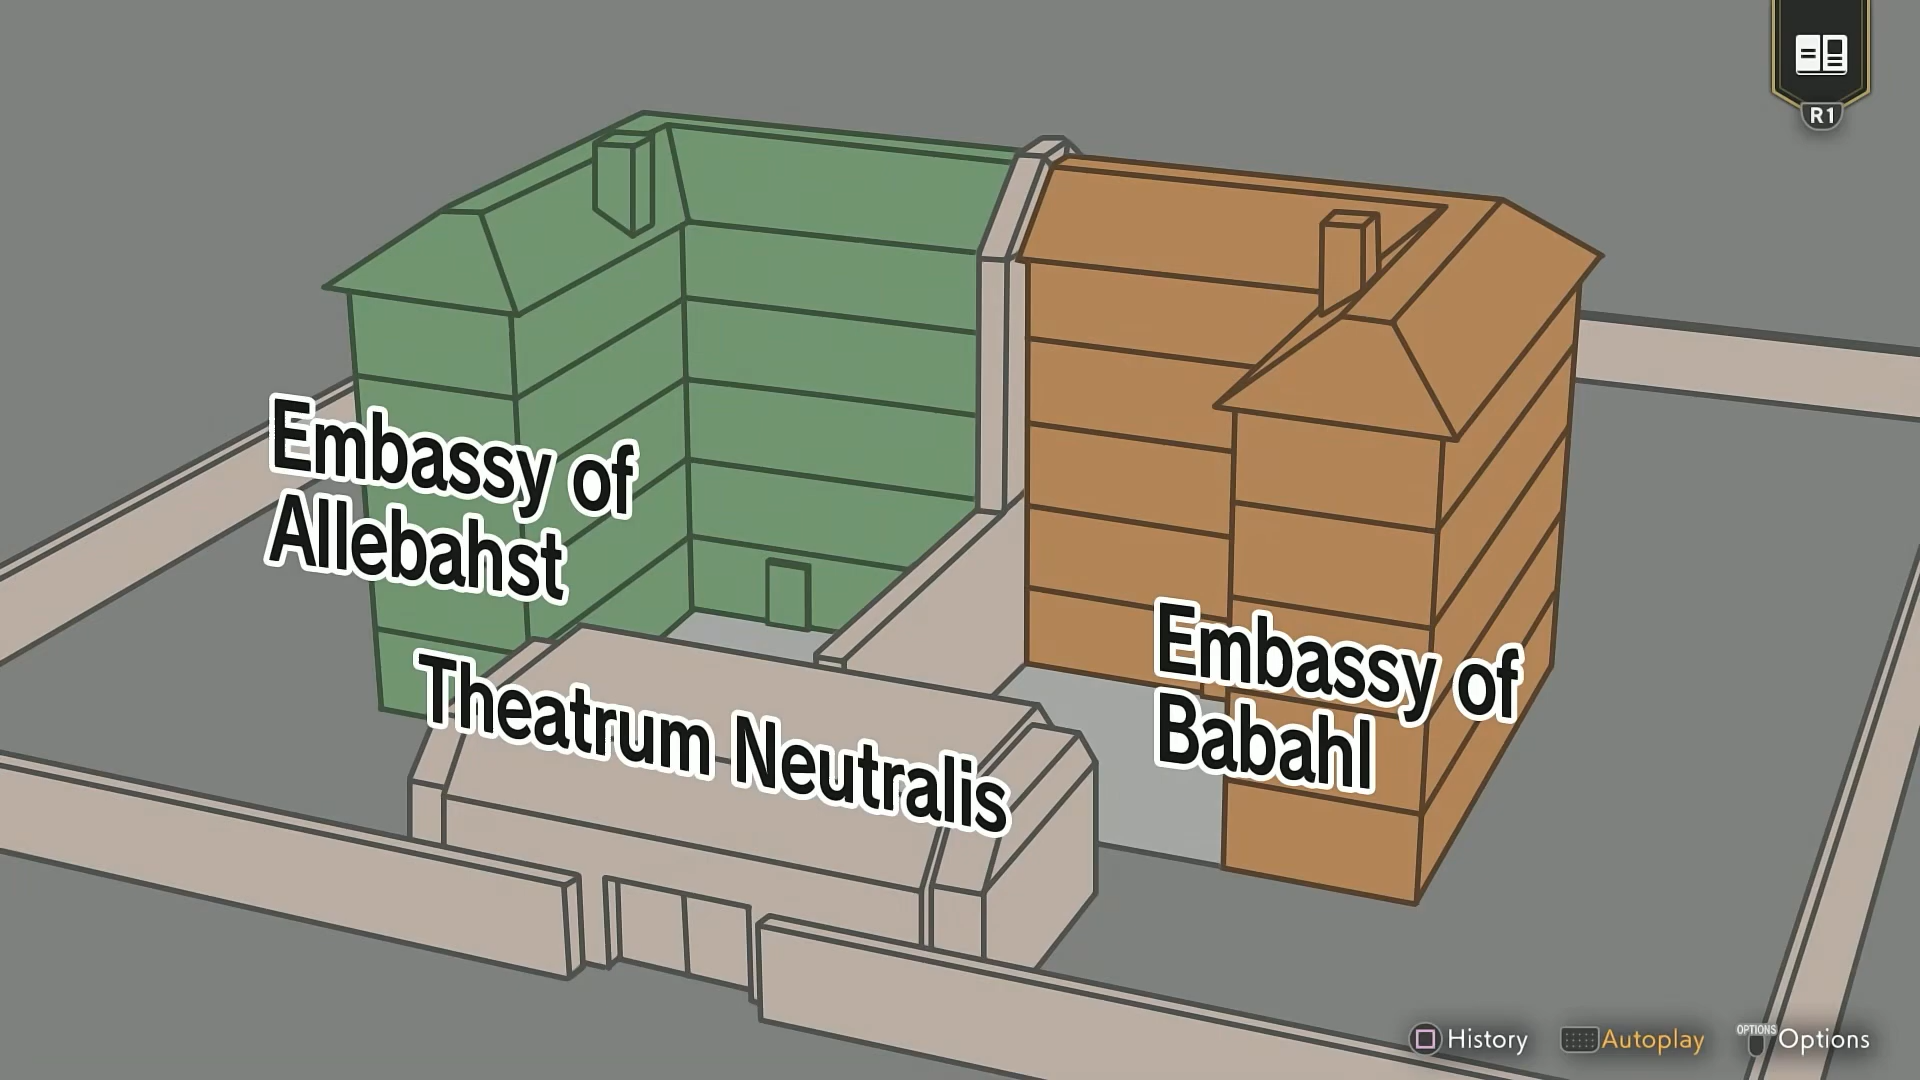 R1
Embassy of
Allebahst
Embassy of
Babahl
Theatrum Neutralis
History
Autoplay
OPTIONS
Options